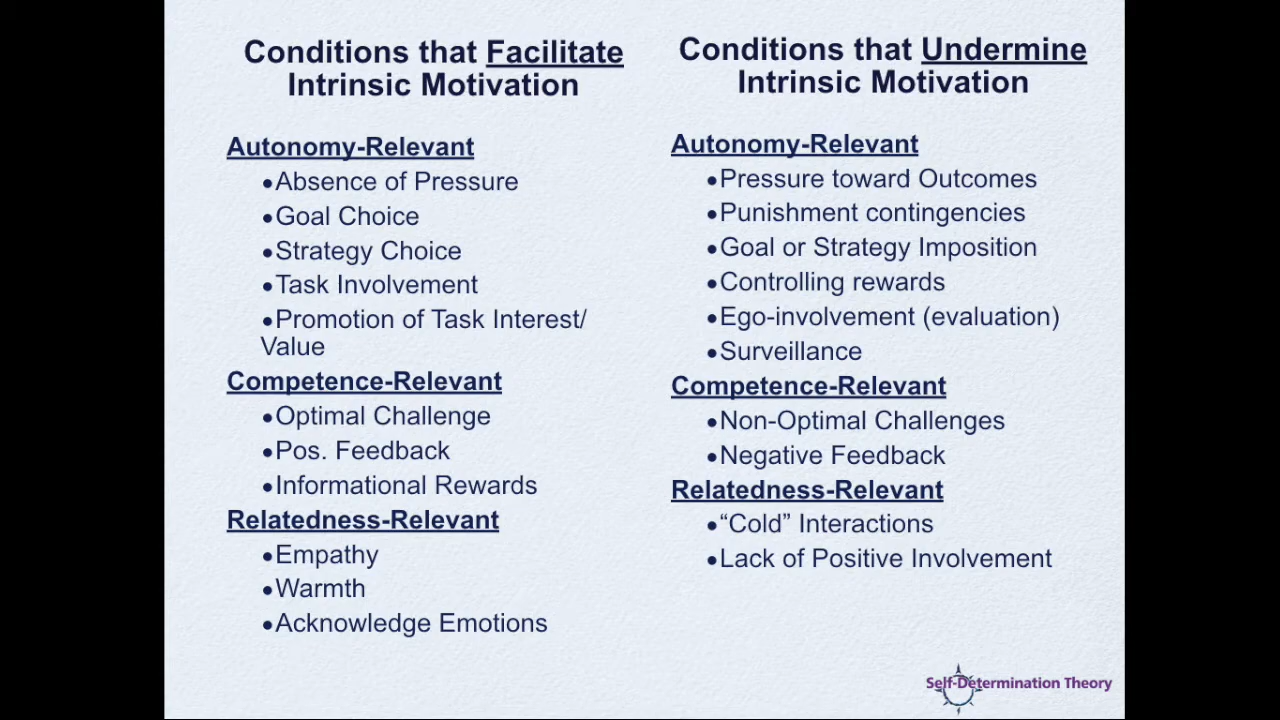 Conditions that Facilitate
Intrinsic Motivation
Autonomy-Relevant
•Absence of Pressure
•Goal Choice
•Strategy Choice
•Task Involvement
•Promotion of Task Interest/
Value
Competence-Relevant
•Optimal Challenge
•Pos. Feedback
•Informational Rewards
Relatedness-Relevant
•Empathy
•Warmth
•Acknowledge Emotions
Conditions that Undermine
Intrinsic Motivation
Autonomy-Relevant
•Pressure toward Outcomes
•Punishment contingencies
•Goal or Strategy Imposition
•Controlling rewards
•Ego-involvement (evaluation)
•Surveillance
Competence-Relevant
•Non-Optimal Challenges
•Negative Feedback
Relatedness-Relevant
•“Cold” Interactions
•Lack of Positive Involvement
Self-Determination Theory